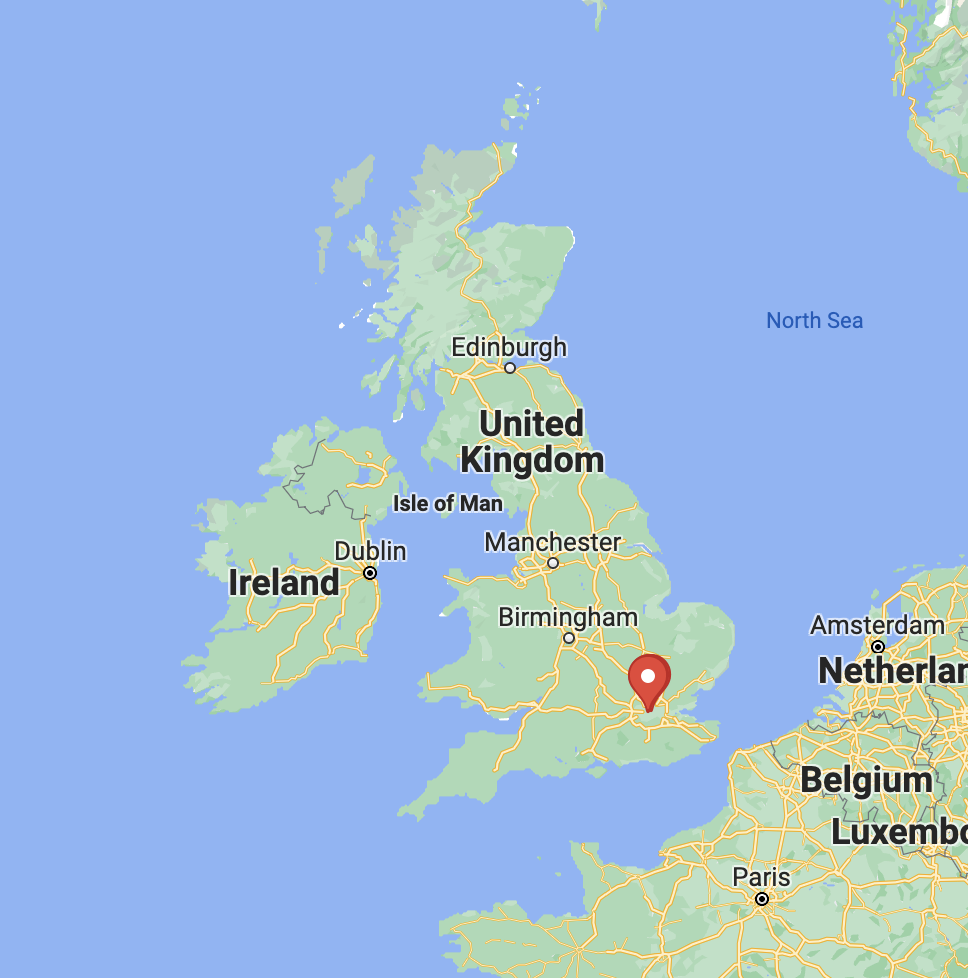 North Sea
Edinburgh
United
Kingdom
Isle of Man
Manchester
Dublin
Ireland
Birmingham
Amsterdam
Netherlan
Belgium
Luxembo
Paris